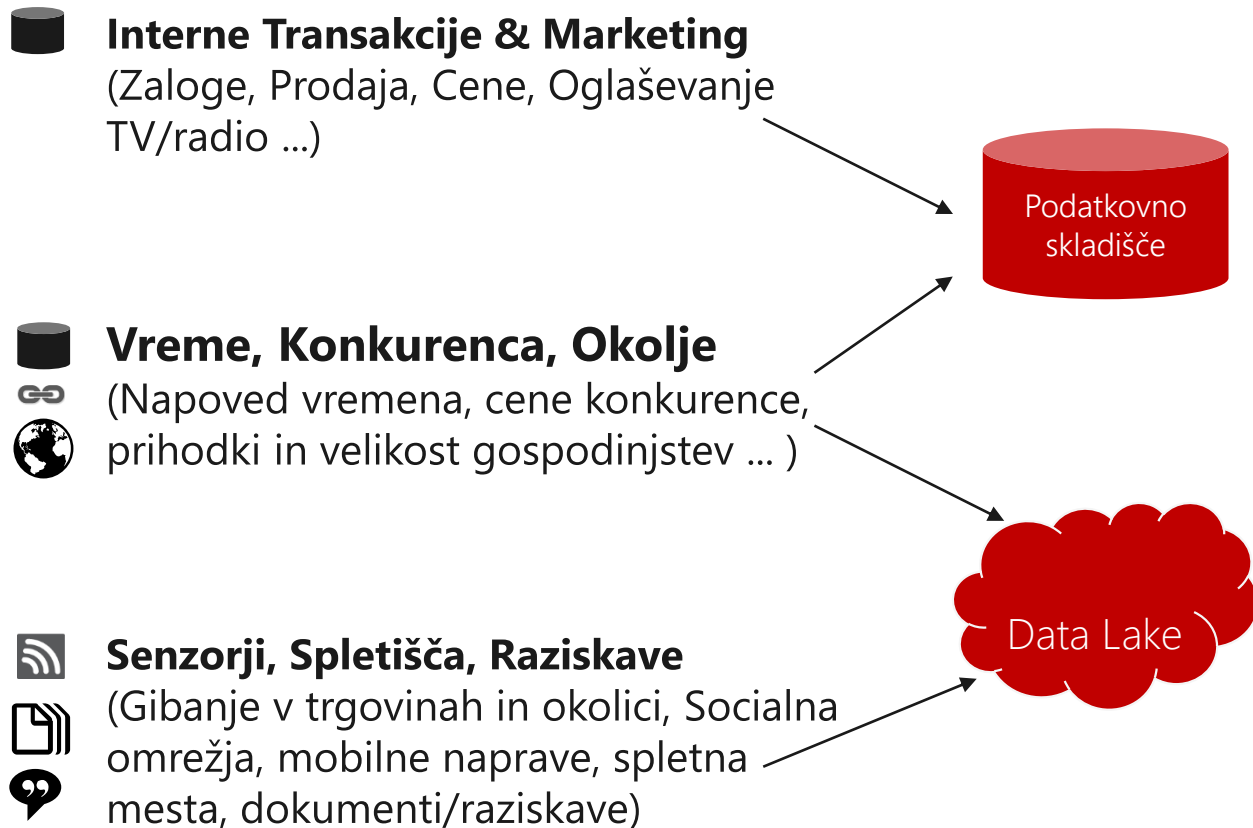 Interne Transakcije & Marketing
(Zaloge, Prodaja, Cene, Oglaševanje
TV/radio ...)
Podatkovno
skladišče
Vreme, Konkurenca, Okolje
(Napoved vremena, cene konkurence,
prihodki in velikost gospodinjstev ... )
Data Lake
Senzorji, Spletišča, Raziskave
(Gibanje v trgovinah in okolici, Socialna
omrežja, mobilne naprave, spletna
mesta, dokumenti/raziskave)